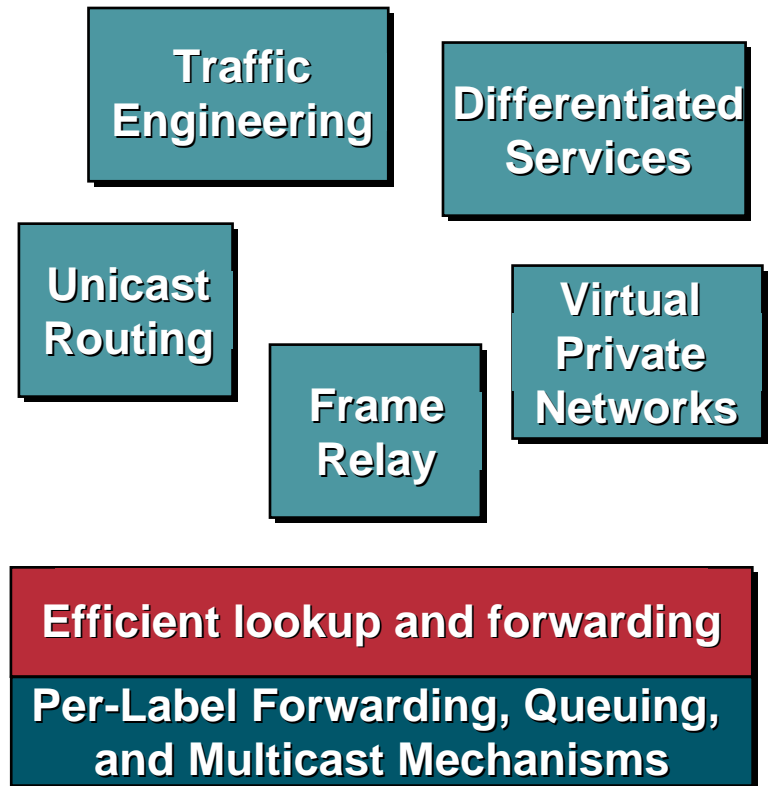 Traffic
Engineering
Differentiated
Services
Unicast
Routing
Virtual
Private
Networks
Frame
Relay
Efficient lookup and forwarding
Per-Label Forwarding, Queuing,
and Multicast Mechanisms